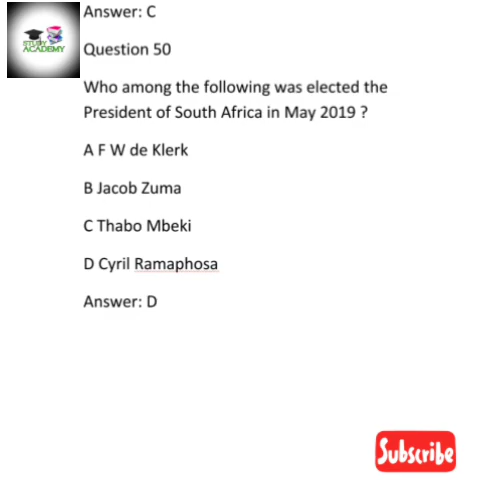 Answer: C
STUDY
ACADEMY
Question 50
Who among the following was elected the
President of South Africa in May 2019 ?
A F W de Klerk
B Jacob Zuma
C Thabo Mbeki
D Cyril Ramaphosa
Answer: D
Subscribe